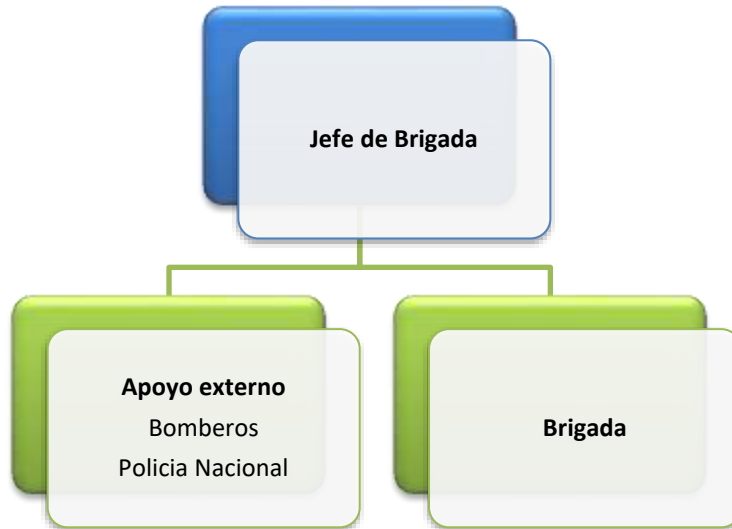 Jefe de Brigada
Apoyo externo
Bomberos
Policia Nacional
Brigada